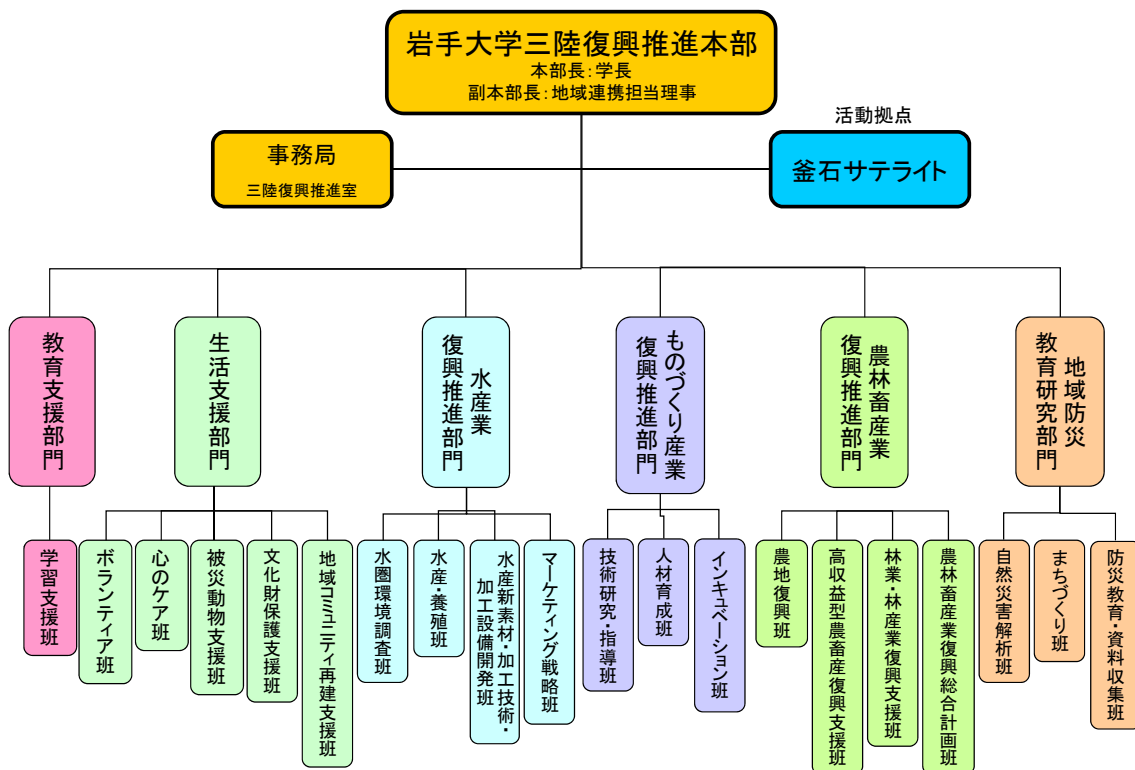 岩手大学三陸復興推進本部
本部長：学長
副本部長：地域連携担当理事
活動拠点
事務局
三陸復興推進室
釜石サテライト
教育支援部門
生活支援部門
水産業
復興推進部門
ものづくり産業
復興推進部門
農林畜産業
復興推進部門
地域防災
教育研究部門
学習支援班
ボランティア班
心のケア班
被災動物支援班
文化財保護支援班
地域コミュニティ再建支援班
水圏環境調査班
水産・養殖班
水産新素材・加工技術・
加工設備開発班
マーケティング戦略班
技術研究・指導班
人材育成班
インキュベーション班
農地復興班
高収益型農畜産復興支援班
林業・林産業復興支援班
農林畜産業復興総合計画班
自然災害解析班
まちづくり班
防災教育・資料収集班